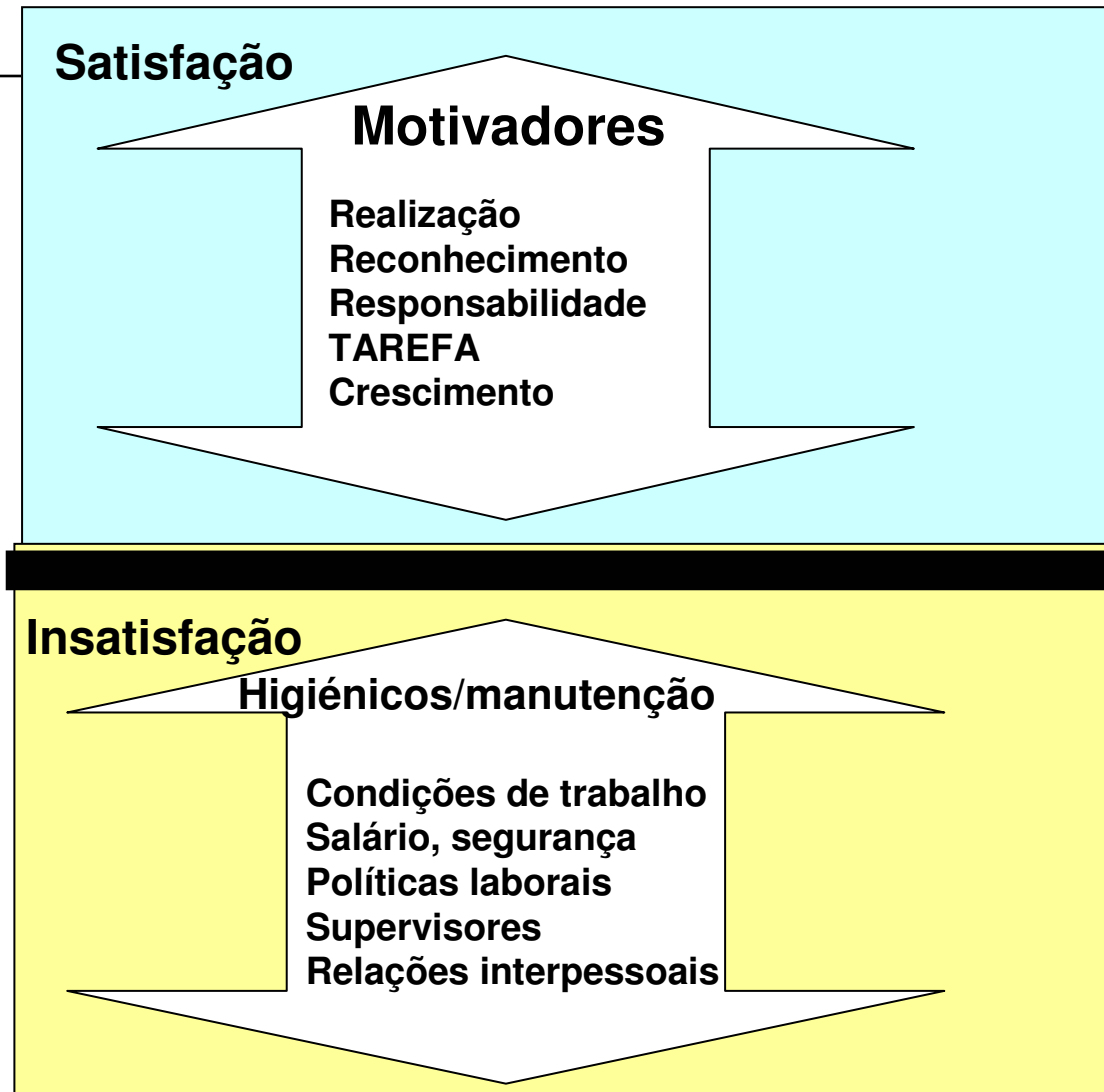 Satisfação
Motivadores
Realização
Reconhecimento
Responsabilidade
TAREFA
Crescimento
Insatisfação
Higiénicos/manutenção
Condições de trabalho
Salário, segurança
Políticas laborais
Supervisores
Relações interpessoais